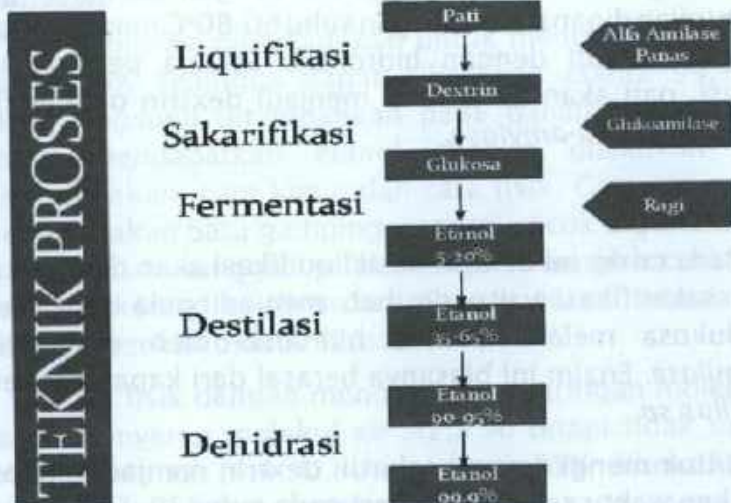 TEKNIK PROSES
Pati
Liquifikasi
Alfa Amilase
Panas
Dextrin
Sakarifikasi
Glukoamilase
Glukosa
Fermentasi
Ragi
Etanol
5-20%
Destilasi
Etanol
35-65%
Etanol
90-95%
Dehidrasi
Etanol
99.9%